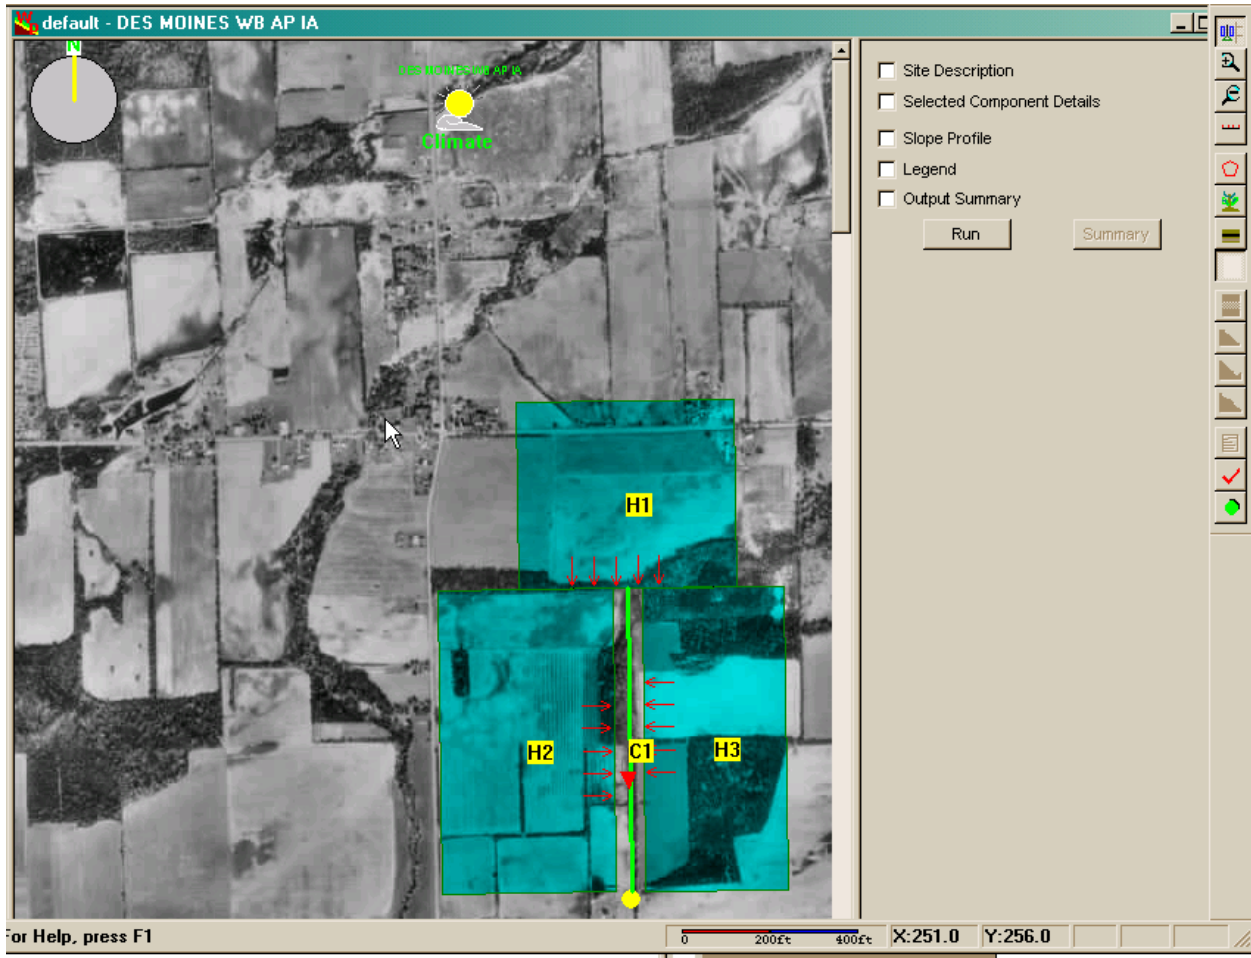 default - DES MOINES WB AP IA
N
DES MOINES WB AP IA
Climate
Site Description
Selected Component Details
Slope Profile
Legend
Output Summary
Run
Summary
H1
H2
C1
H3
For Help, press F1
0
200ft
400ft
X:251.0
Y:256.0